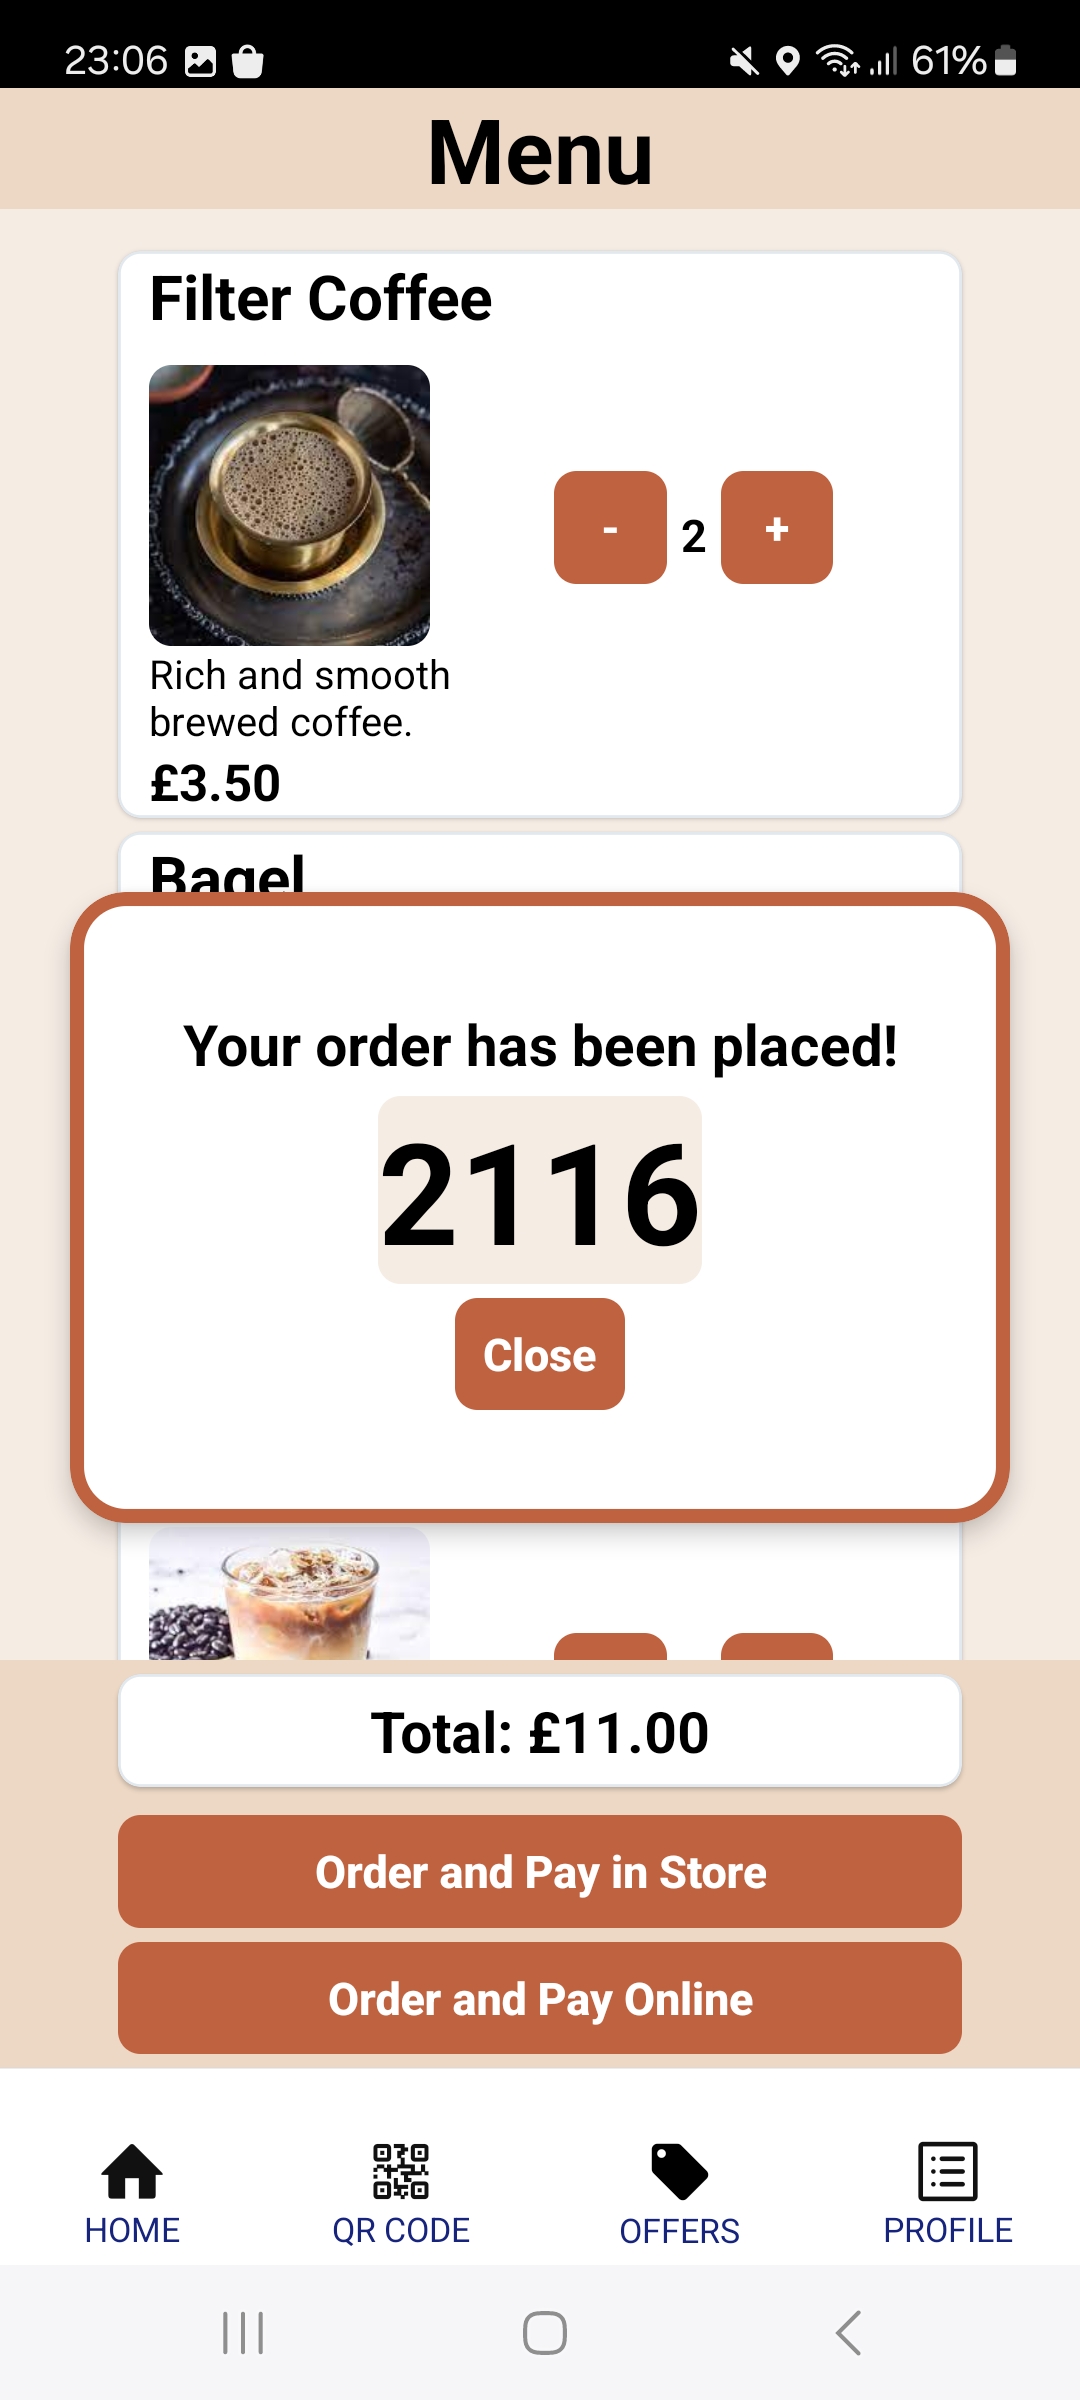 23:06
61%
Menu
Filter Coffee
- 2 +
Rich and smooth
brewed coffee.
£3.50
Bagel
Your order has been placed!
2116
Close
Total: £11.00
Order and Pay in Store
Order and Pay Online
HOME QR CODE OFFERS PROFILE